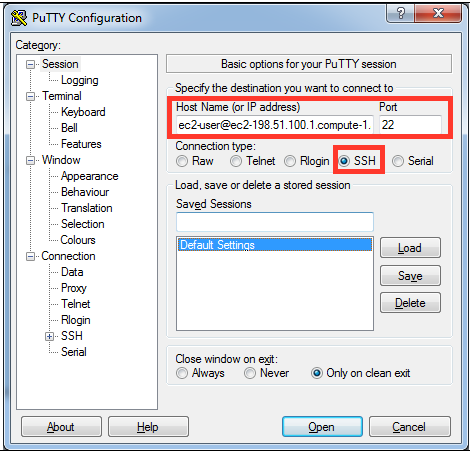 PuTTY Configuration
?
Category:
Session
Logging
Terminal
Keyboard
Bell
Features
Window
Appearance
Behaviour
Translation
Selection
Colours
Connection
Data
Proxy
Telnet
Rlogin
SSH
Serial
Basic options for your PuTTY session
Specify the destination you want to connect to
Host Name (or IP address) Port
ec2-user@ec2-198.51.100.1.compute-1. 22
Connection type:
Raw Telnet Rlogin SSH Serial
Load, save or delete a stored session
Saved Sessions
Default Settings
Load
Save
Delete
Close window on exit:
Always Never Only on clean exit
About Help Open Cancel